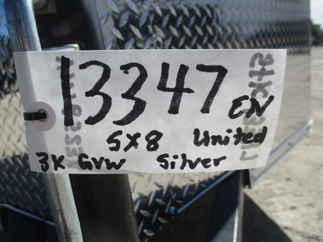 13347 EN
5x8 United
3K GVW Silver